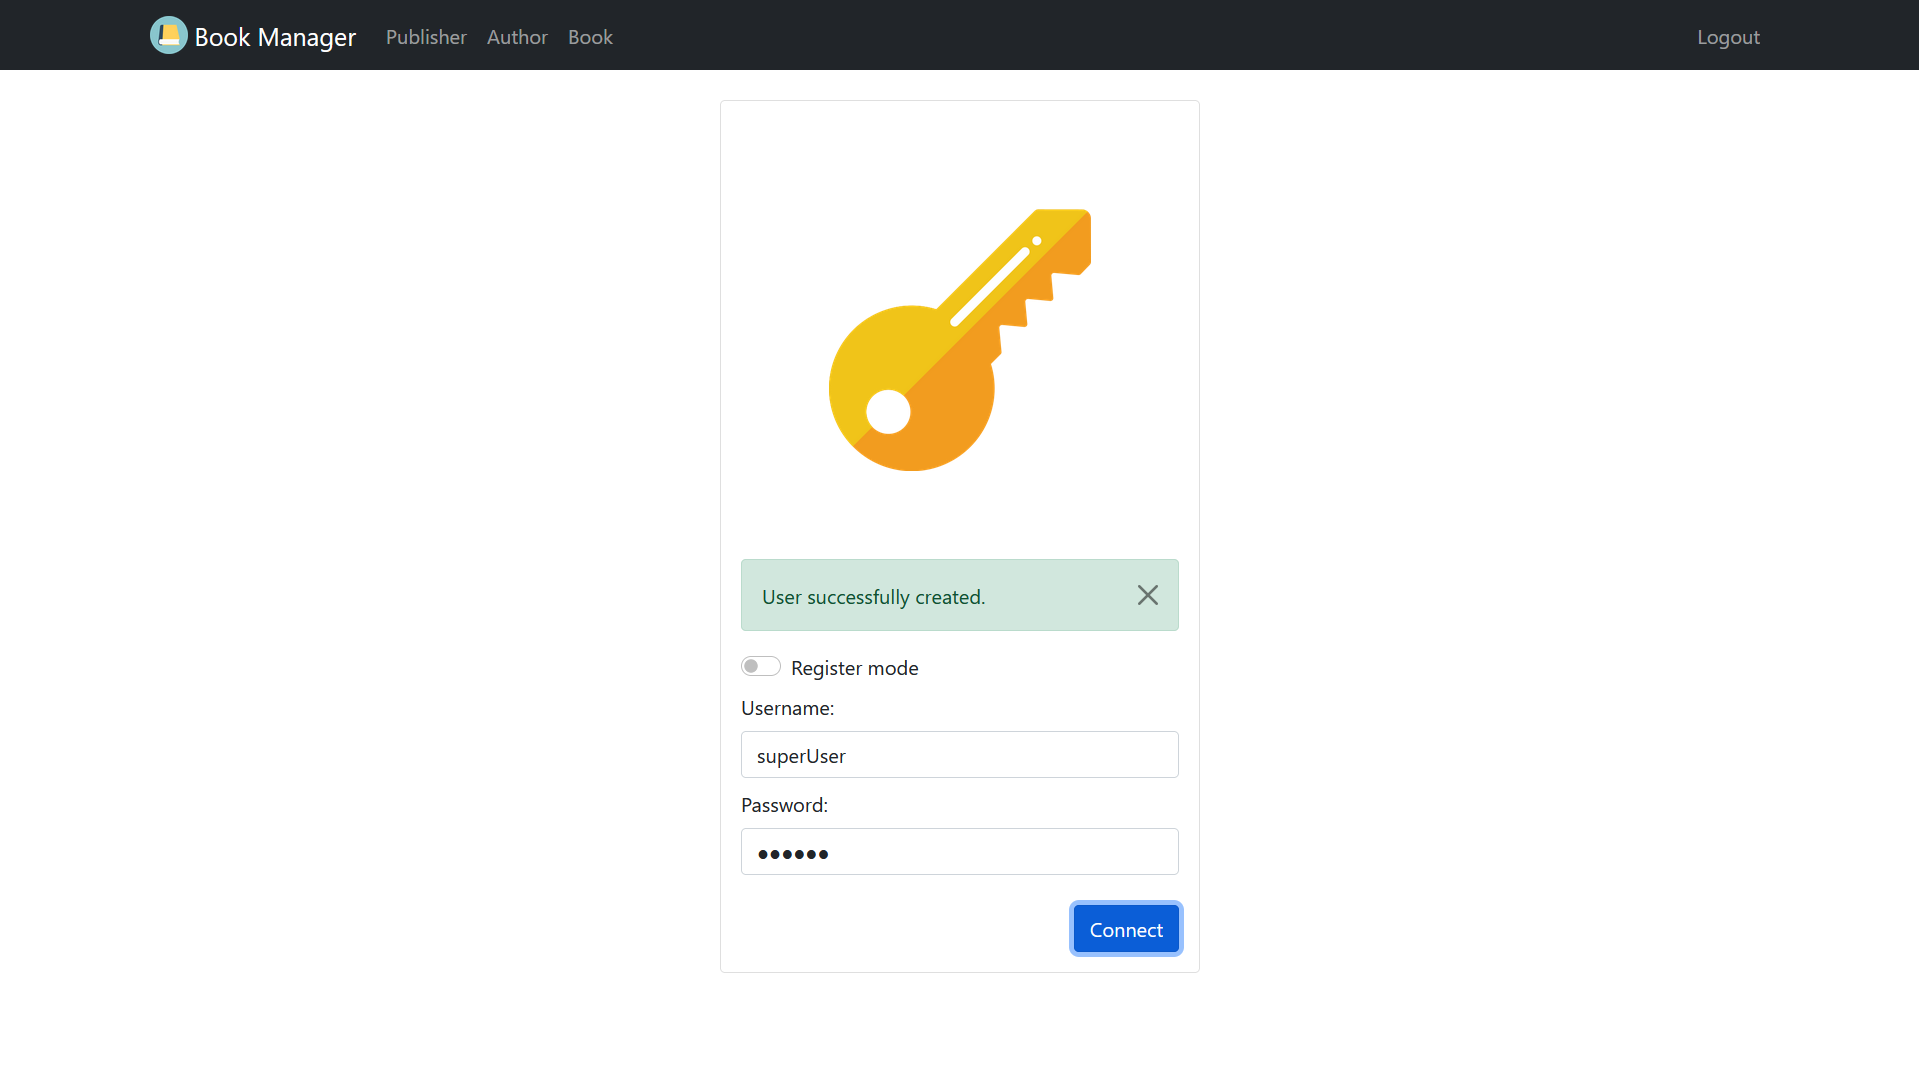 Book Manager Publisher Author Book Logout
User successfully created.
Register mode
Username:
superUser
Password:
••••••
Connect